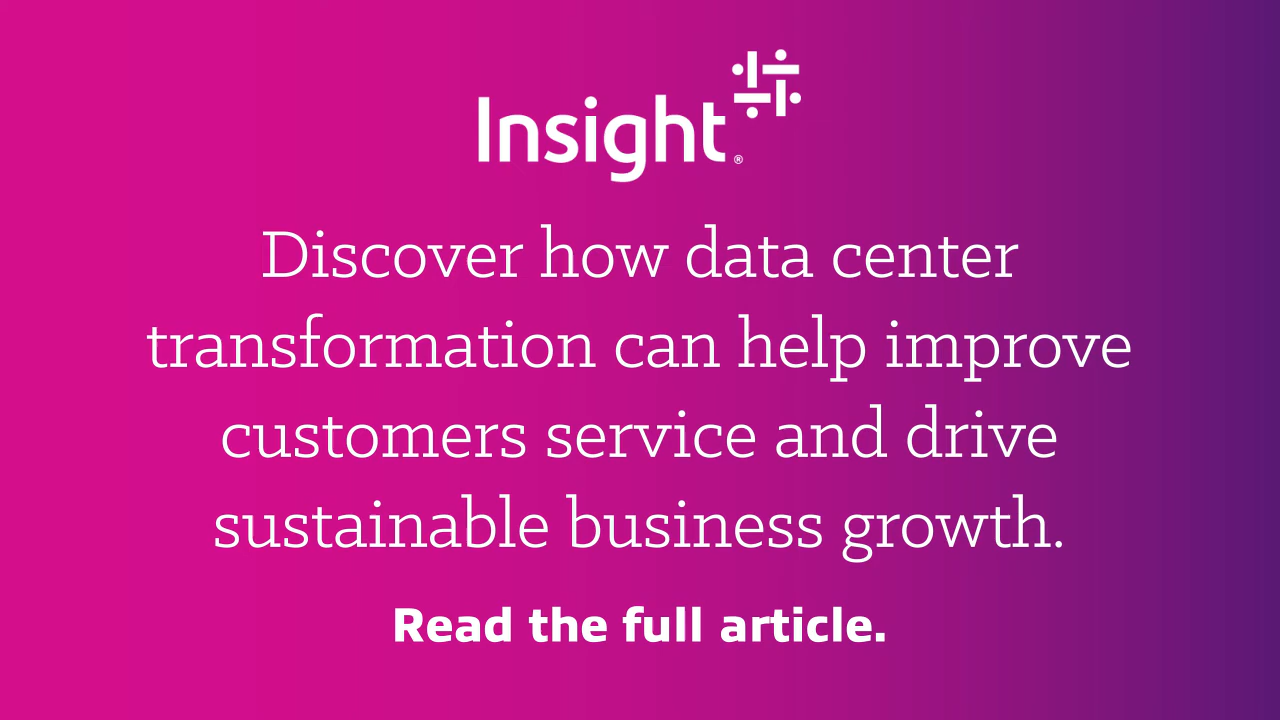 Insight®
Discover how data center
transformation can help improve
customers service and drive
sustainable business growth.
Read the full article.